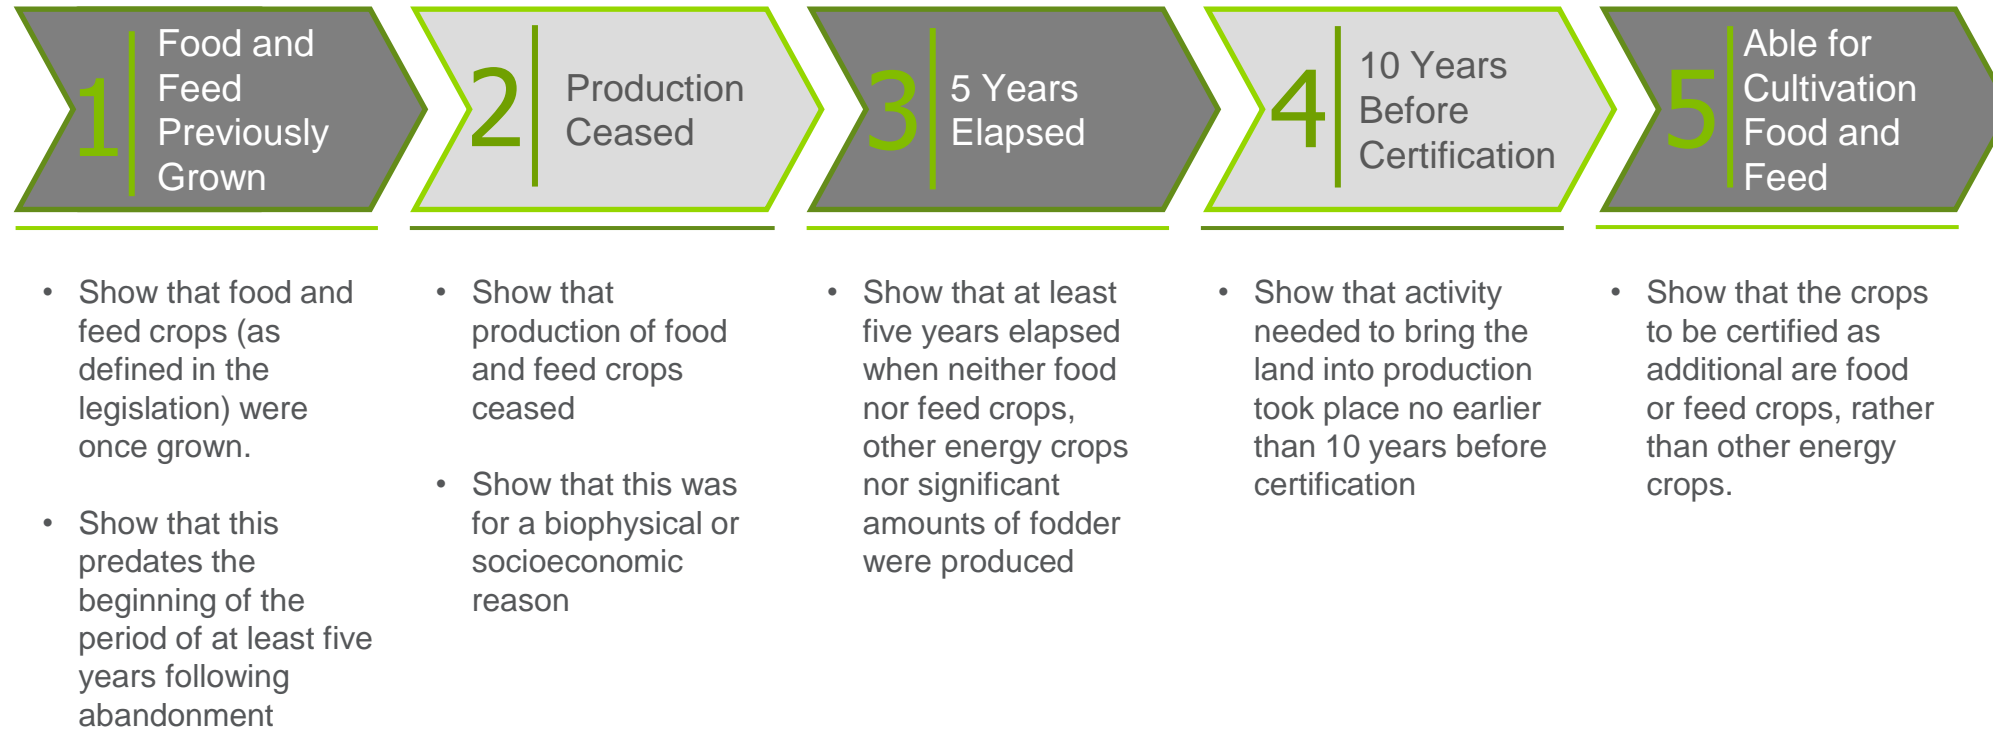 1
Food and
Feed
Previously
Grown
2
Production
Ceased
3
5 Years
Elapsed
4
10 Years
Before
Certification
5
Able for
Cultivation
Food and
Feed
• Show that food and
feed crops (as
defined in the
legislation) were
once grown.
• Show that this
predates the
beginning of the
period of at least five
years following
abandonment
• Show that
production of food
and feed crops
ceased
• Show that this was
for a biophysical or
socioeconomic
reason
• Show that at least
five years elapsed
when neither food
nor feed crops,
other energy crops
nor significant
amounts of fodder
were produced
• Show that activity
needed to bring the
land into production
took place no earlier
than 10 years before
certification
• Show that the crops
to be certified as
additional are food
or feed crops, rather
than other energy
crops.